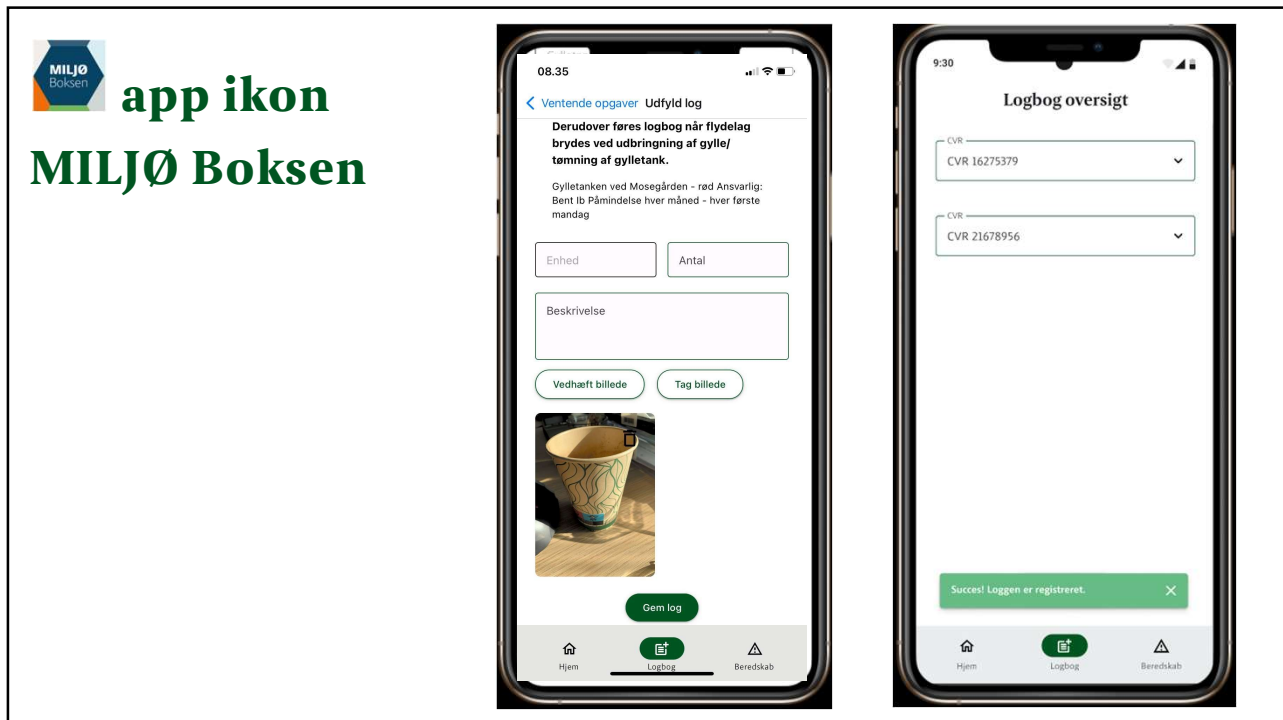 MILJØ
Boksen
app ikon
MILJØ Boksen
08.35
Ventende opgaver Udfyld log
Derudover føres logbog når flydelag
brydes ved udbringning af gylle/
tømning af gylletank.
Gylletanken ved Mosegården - rød Ansvarlig:
Bent Ib Påmindelse hver måned - hver første
mandag
Enhed
Antal
Beskrivelse
Vedhæft billede
Tag billede
Gem log
Hjem
Logbog
Beredskab
9:30
Logbog oversigt
CVR
CVR 16275379
CVR
CVR 21678956
Succes! Loggen er registreret.
Hjem
Logbog
Beredskab